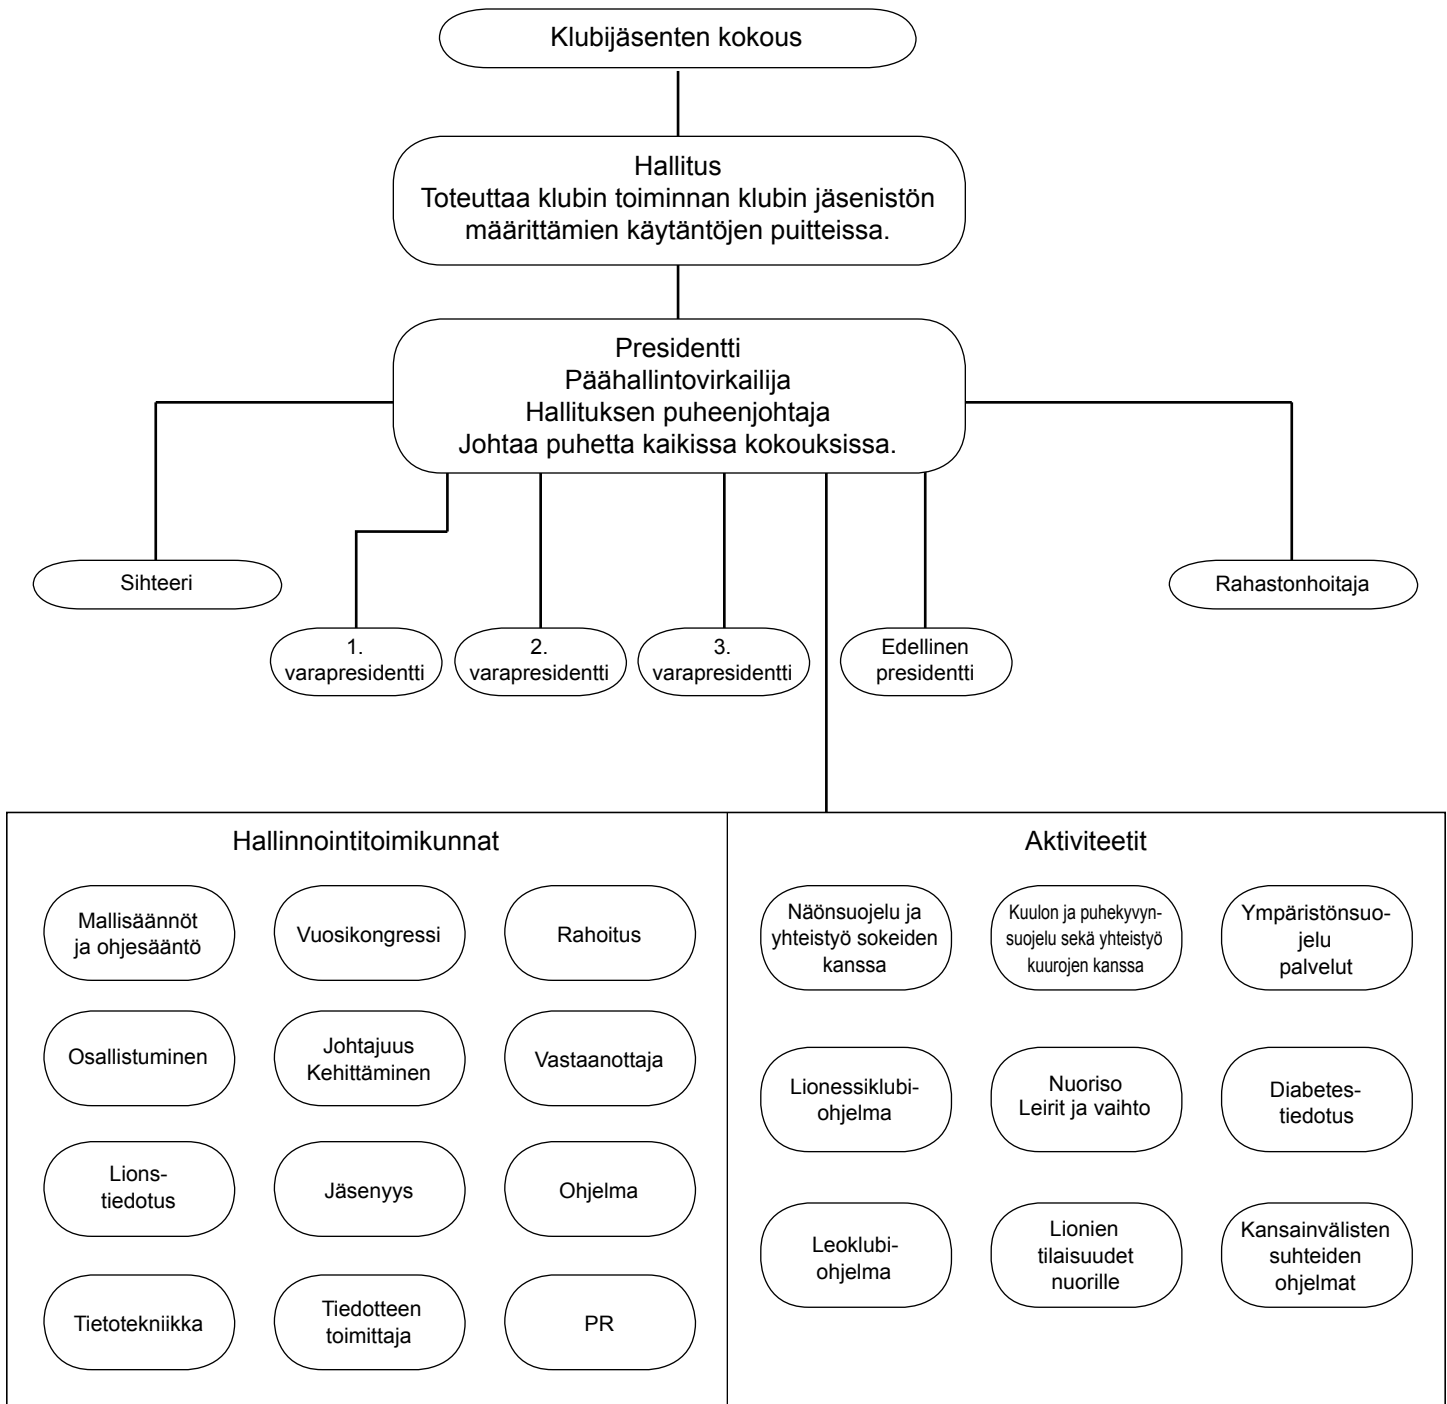 Klubijäsenten kokous
Hallitus
Toteuttaa klubin toiminnan klubin jäsenistön
määrittämien käytäntöjen puitteissa.
Presidentti
Päähallintovirkailija
Hallituksen puheenjohtaja
Johtaa puhetta kaikissa kokouksissa.
Sihteeri
Rahastonhoitaja
1.
varapresidentti
2.
varapresidentti
3.
varapresidentti
Edellinen
presidentti
Hallinnointitoimikunnat
Mallisäännöt
ja ohjesääntö
Vuosikongressi
Rahoitus
Osallistuminen
Johtajuus
Kehittäminen
Vastaanottaja
Lions-
tiedotus
Jäsenyys
Ohjelma
Tietotekniikka
Tiedotteen
toimittaja
PR
Aktiviteetit
Näönsuojelu ja
yhteistyö sokeiden
kanssa
Kuulon ja puhekyvyn-
suojelu sekä yhteistyö
kuurojen kanssa
Ympäristönsuo-
jelu
palvelut
Lionessiklubi-
ohjelma
Nuoriso
Leirit ja vaihto
Diabetes-
tiedotus
Leoklubi-
ohjelma
Lionien
tilaisuudet
nuorille
Kansainvälisten
suhteiden
ohjelmat